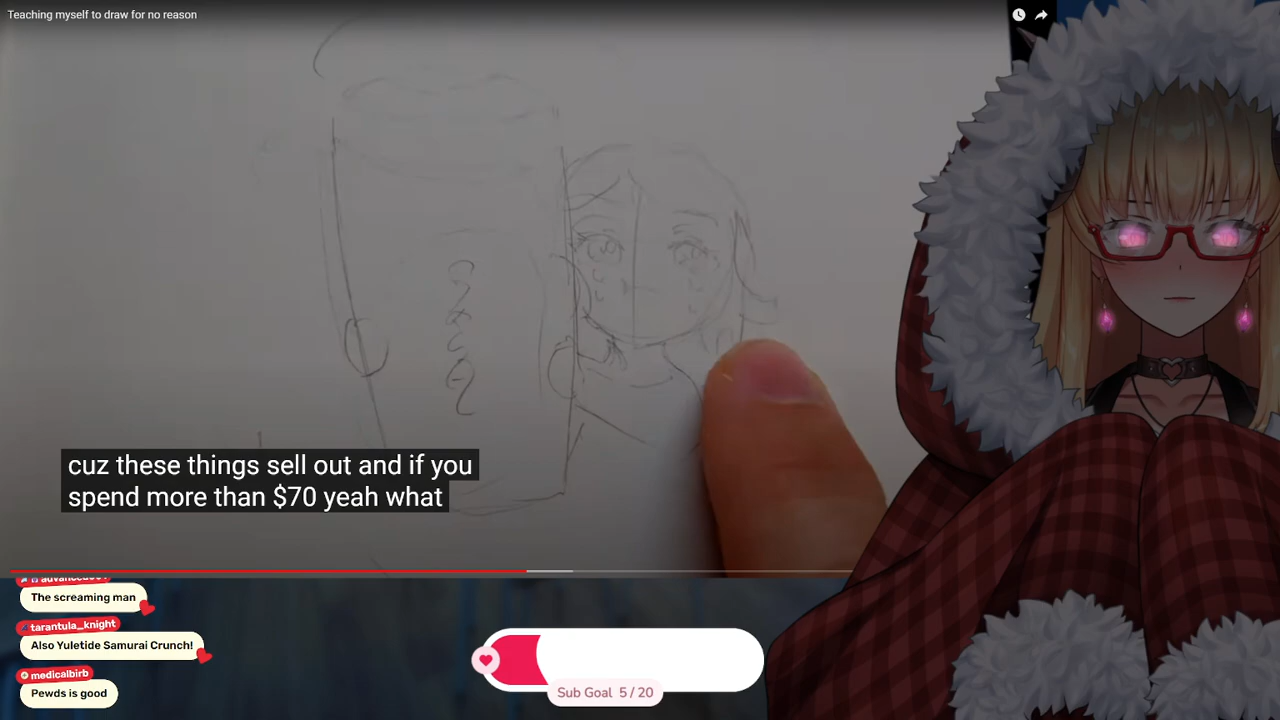 Teaching myself to draw for no reason
cuz these things sell out and if you
spend more than $70 yeah what
The screaming man
tarantula_knight
Also Yuletide Samurai Crunch!
medicalbirb
Pewds is good
Sub Goal 5 / 20